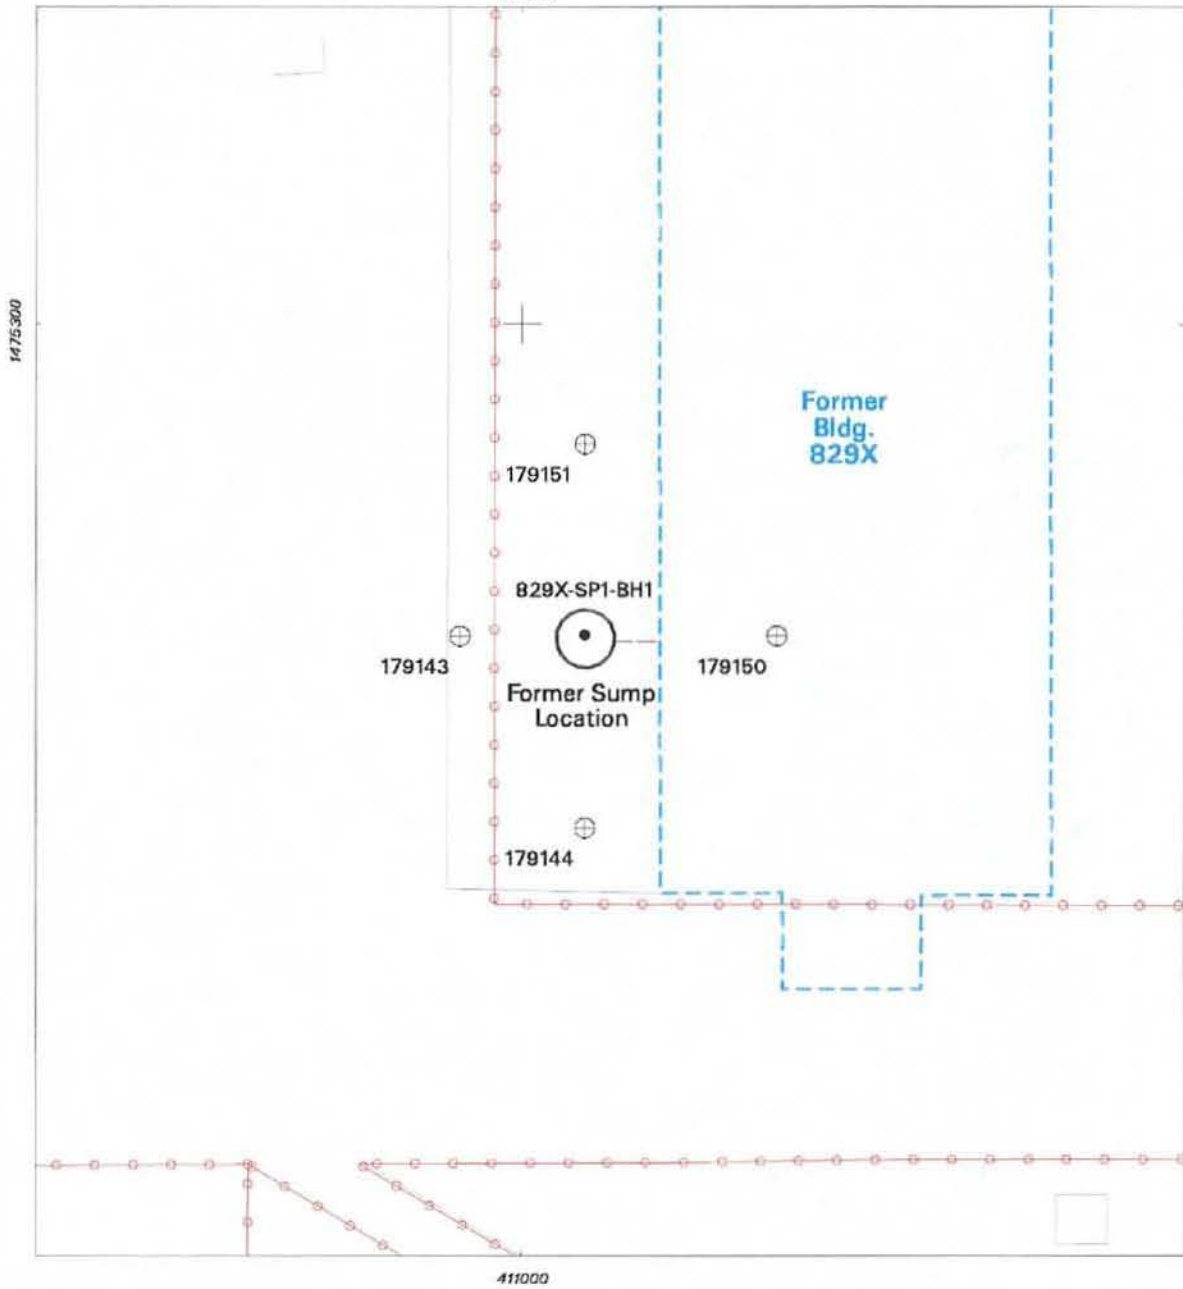 1475300
Former
Bldg.
829X
179151
829X-SP1-BH1
179143
179150
Former Sump
Location
179144
411000